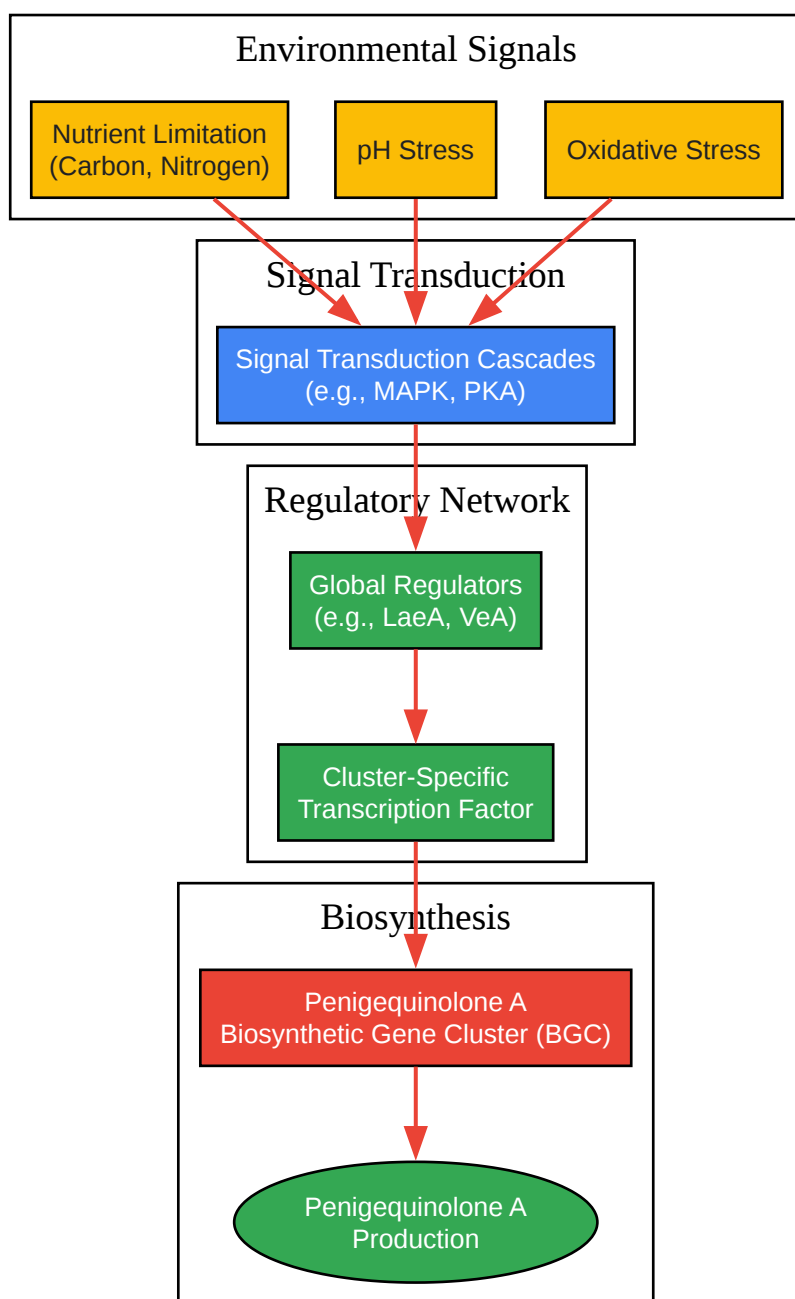 Environmental Signals
Nutrient Limitation
(Carbon, Nitrogen)
pH Stress
Oxidative Stress
Signal Transduction
Signal Transduction Cascades
(e.g., MAPK, PKA)
Regulatory Network
Global Regulators
(e.g., LaeA, VeA)
Cluster-Specific
Transcription Factor
Biosynthesis
Penigequinolone A
Biosynthetic Gene Cluster (BGC)
Penigequinolone A
Production